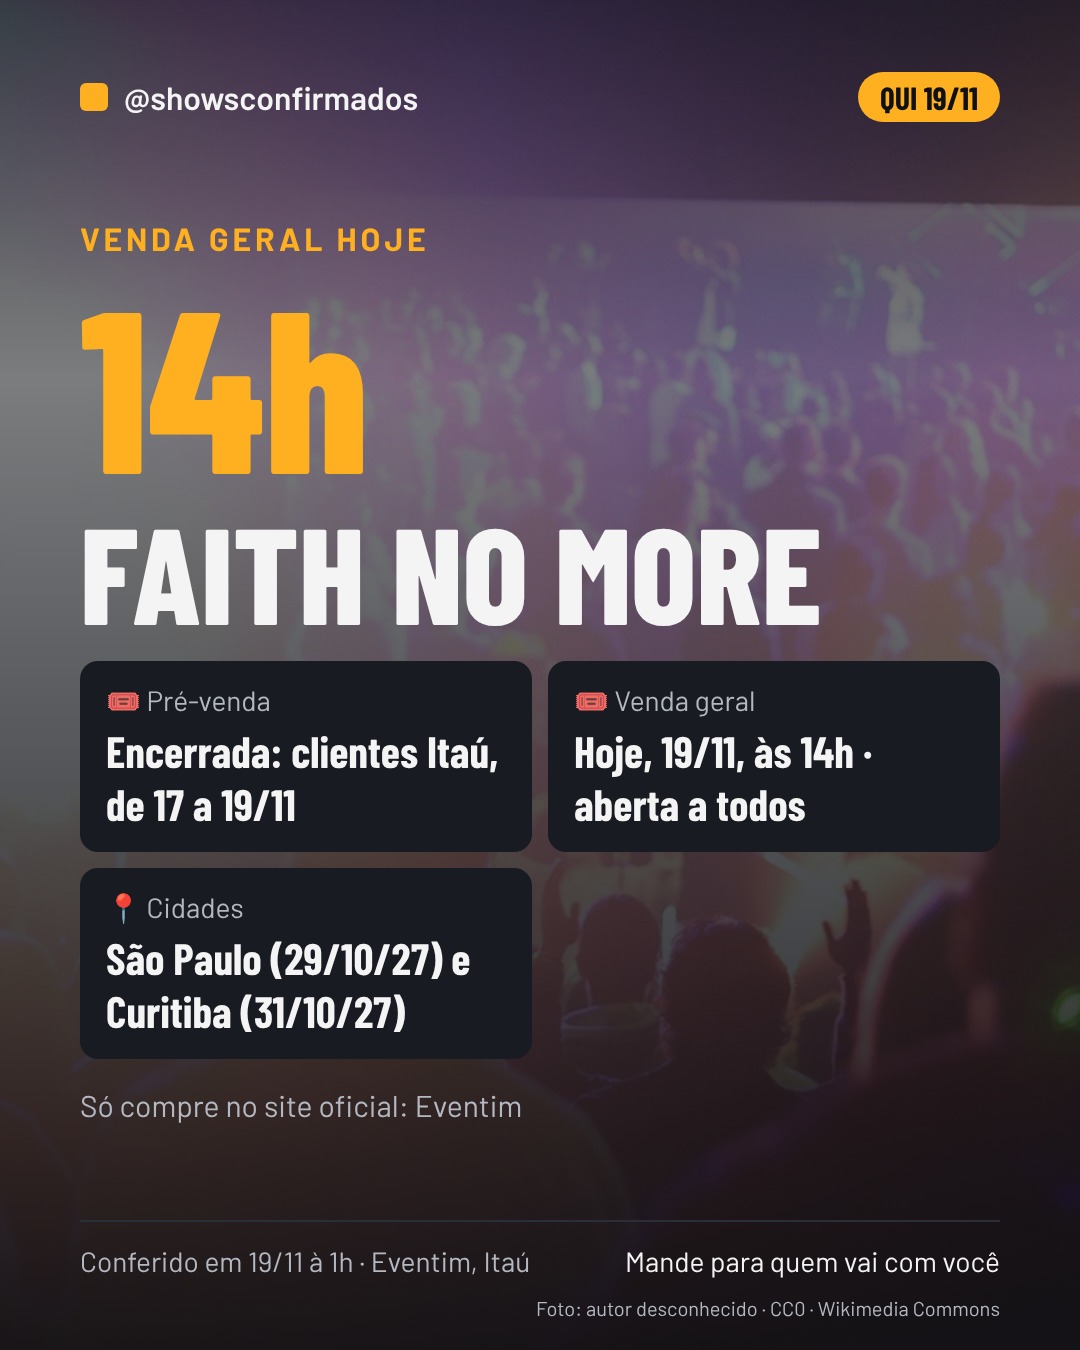 @showsconfirmados
QUI 19/11
VENDA GERAL HOJE
14h
FAITH NO MORE
🎟️ Pré-venda
Encerrada: clientes Itaú,
de 17 a 19/11
🎟️ Venda geral
Hoje, 19/11, às 14h ·
aberta a todos
📍 Cidades
São Paulo (29/10/27) e
Curitiba (31/10/27)
Só compre no site oficial: Eventim
Conferido em 19/11 à 1h · Eventim, Itaú
Mande para quem vai com você
Foto: autor desconhecido · CC0 · Wikimedia Commons